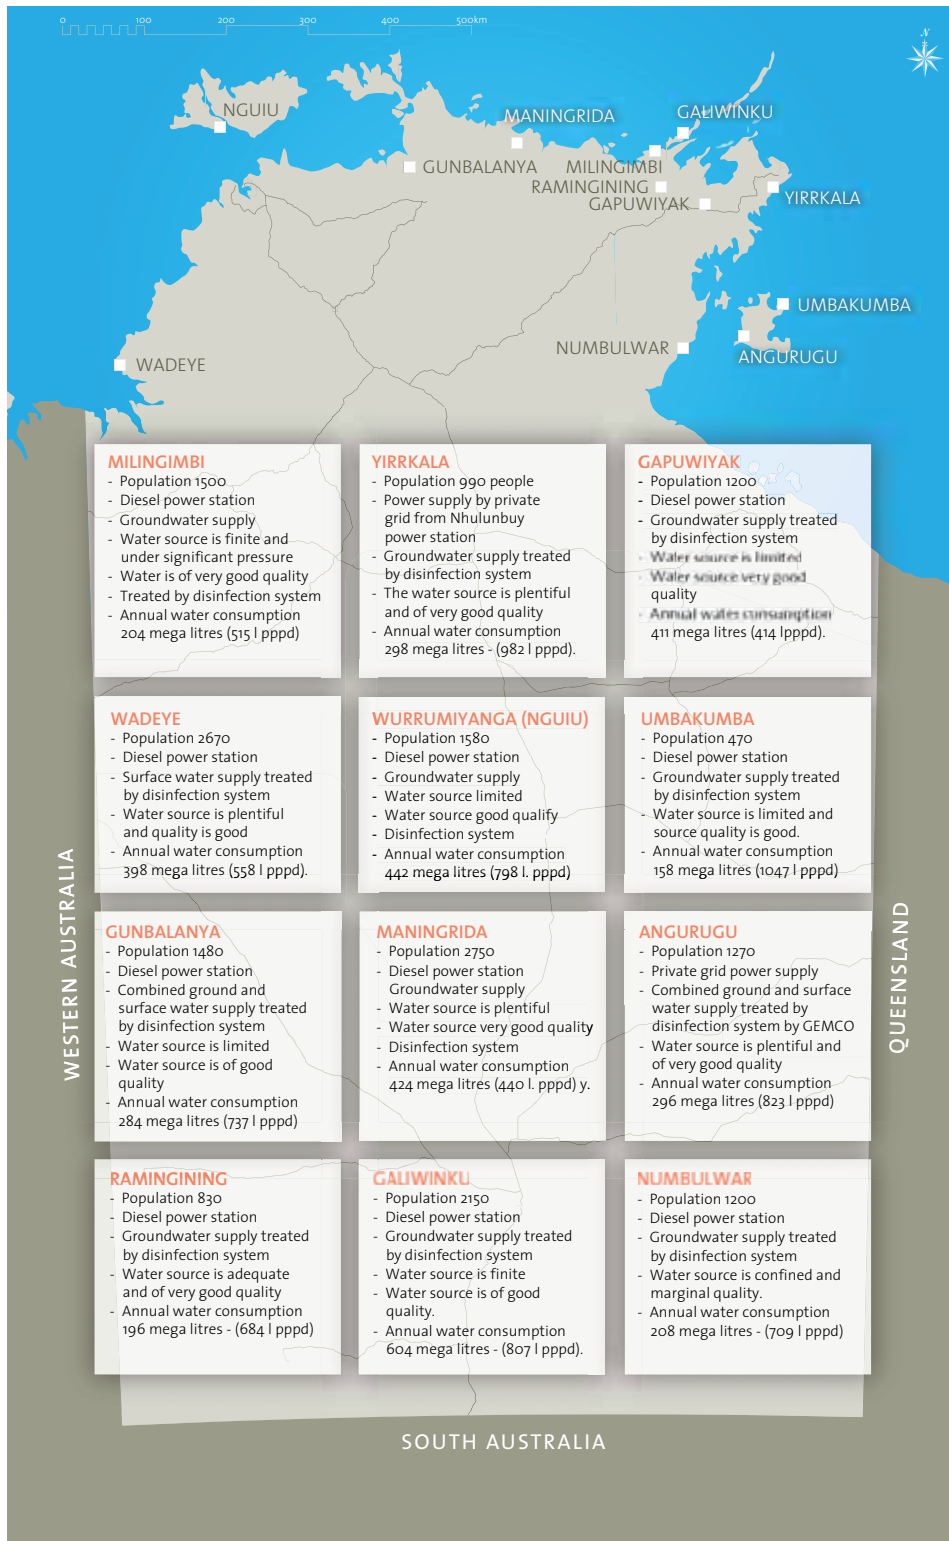 0 100 200 300 400 500km
N
NGUIU
MANINGRIDA
GALIWINKU
GUNBALANYA
MILINGIMBI
RAMINGINING
GAPUWIYAK
YIRRKALA
UMBAKUMBA
NUMBULWAR
ANGURUGU
WADEYE
MILINGIMBI
- Population 1500
- Diesel power station
- Groundwater supply
- Water source is finite and
under significant pressure
- Water is of very good quality
- Treated by disinfection system
- Annual water consumption
204 mega litres (515 l pppd)
YIRRKALA
- Population 990 people
- Power supply by private
grid from Nhulunbuy
power station
- Groundwater supply treated
by disinfection system
- The water source is plentiful
and of very good quality
- Annual water consumption
298 mega litres - (982 l pppd).
GAPUWIYAK
- Population 1200
- Diesel power station
- Groundwater supply treated
by disinfection system
- Water source is limited
- Water source very good
quality
- Annual water consumption
411 mega litres (414 lpppd).
WADEYE
- Population 2670
- Diesel power station
- Surface water supply treated
by disinfection system
- Water source is plentiful
and quality is good
- Annual water consumption
398 mega litres (558 l pppd).
WURRUMIYANGA (NGUIU)
- Population 1580
- Diesel power station
- Groundwater supply
- Water source limited
- Water source good qualify
- Disinfection system
- Annual water consumption
442 mega litres (798 l. pppd)
UMBAKUMBA
- Population 470
- Diesel power station
- Groundwater supply treated
by disinfection system
- Water source is limited and
source quality is good.
- Annual water consumption
158 mega litres (1047 l pppd)
GUNBALANYA
- Population 1480
- Diesel power station
- Combined ground and
surface water supply treated
by disinfection system
- Water source is limited
- Water source is of good
quality
- Annual water consumption
284 mega litres (737 l pppd)
MANINGRIDA
- Population 2750
- Diesel power station
Groundwater supply
- Water source is plentiful
- Water source very good quality
- Disinfection system
- Annual water consumption
424 mega litres (440 l. pppd) y.
ANGURUGU
- Population 1270
- Private grid power supply
- Combined ground and surface
water supply treated by
disinfection system by GEMCO
- Water source is plentiful and
of very good quality
- Annual water consumption
296 mega litres (823 l pppd)
RAMINGINING
- Population 830
- Diesel power station
- Groundwater supply treated
by disinfection system
- Water source is adequate
and of very good quality
- Annual water consumption
196 mega litres - (684 l pppd)
GALIWINKU
- Population 2150
- Diesel power station
- Groundwater supply treated
by disinfection system
- Water source is finite
- Water source is of good
quality.
- Annual water consumption
604 mega litres - (807 l pppd).
NUMBULWAR
- Population 1200
- Diesel power station
- Groundwater supply treated
by disinfection system
- Water source is confined and
marginal quality.
- Annual water consumption
208 mega litres - (709 l pppd)
WESTERN AUSTRALIA
QUEENSLAND
SOUTH AUSTRALIA